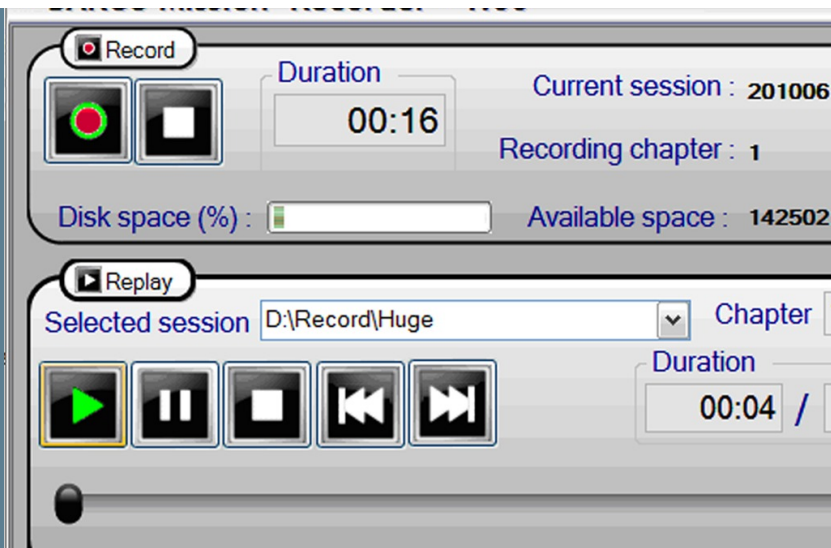 Record
Duration
00:16
Current session : 201006
Recording chapter : 1
Disk space (%) :
Available space : 142502
Replay
Selected session D:\Record\Huge
Chapter
Duration
00:04 /